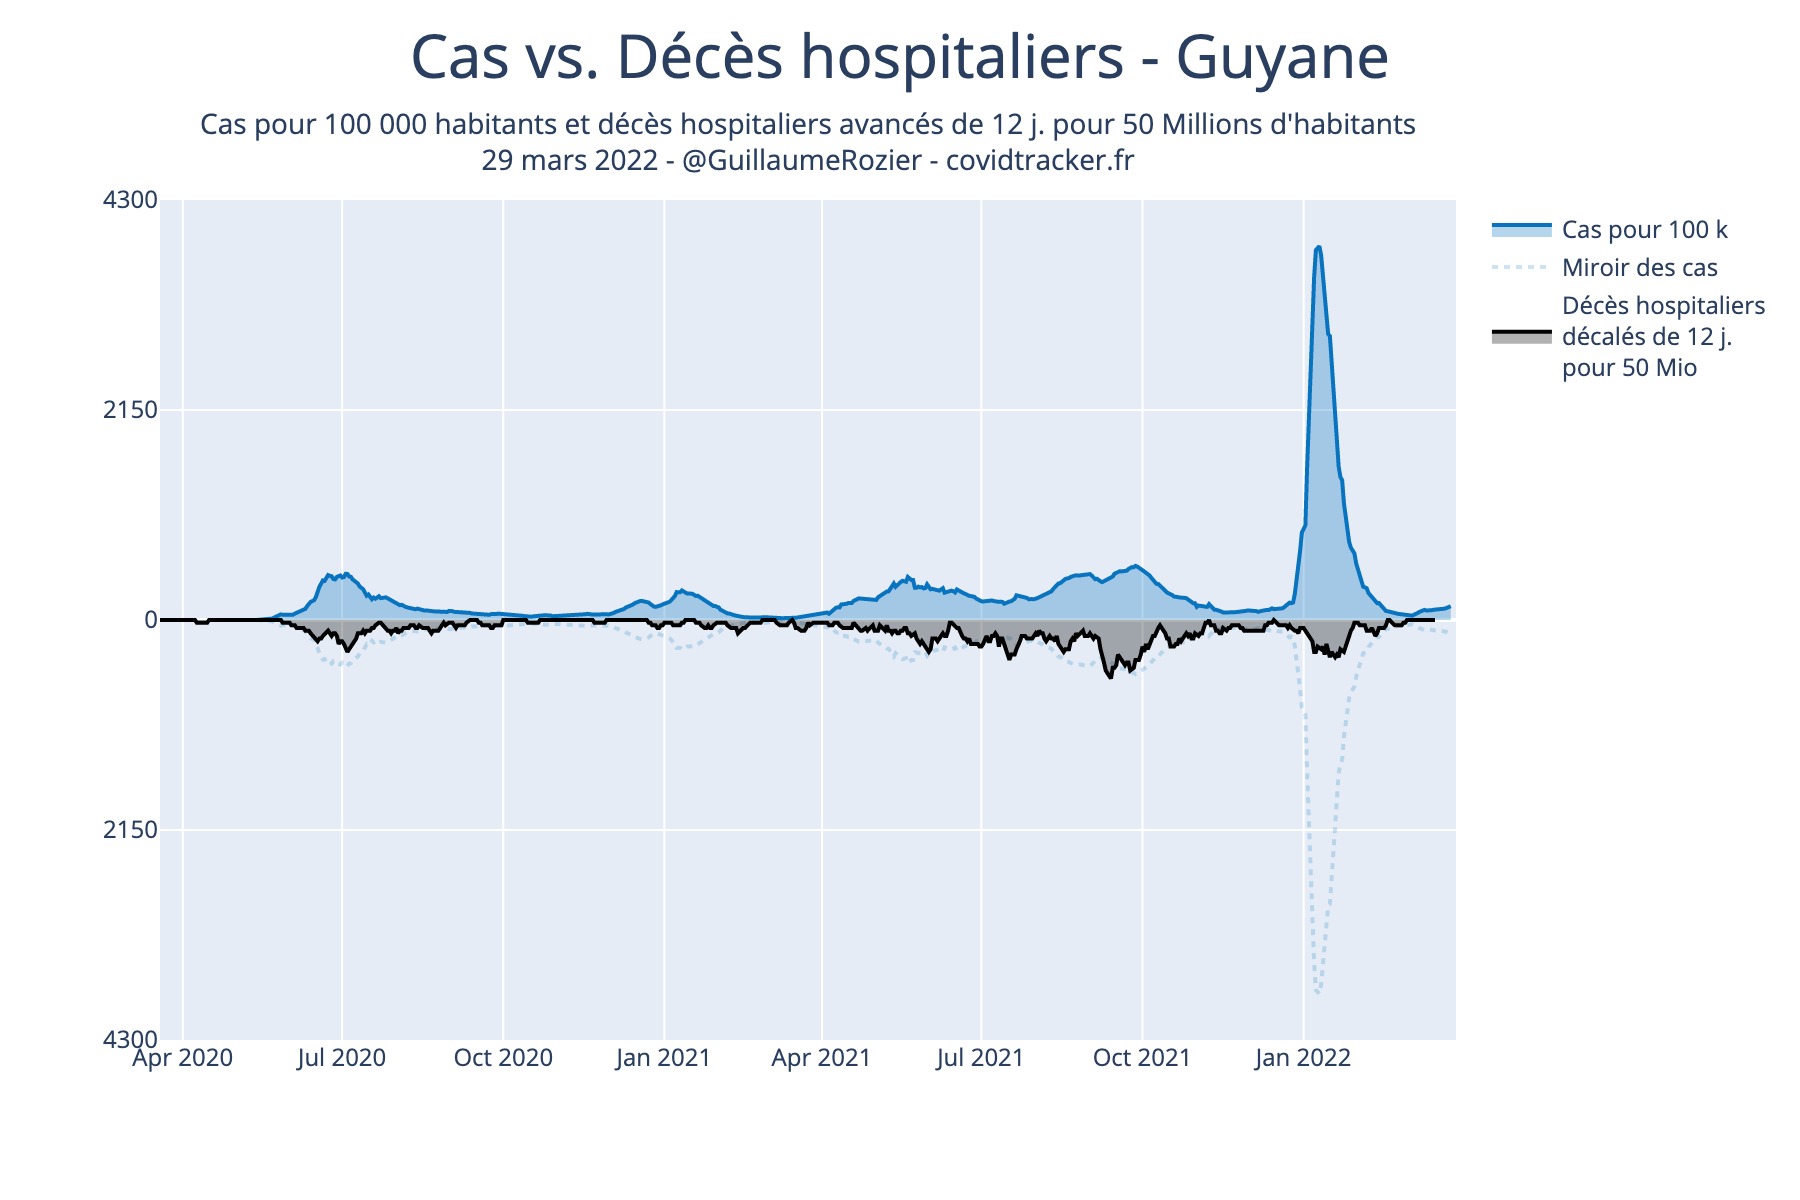 Cas vs. Décès hospitaliers - Guyane
Cas pour 100 000 habitants et décès hospitaliers avancés de 12 j. pour 50 Millions d'habitants
29 mars 2022 - @GuillaumeRozier - covidtracker.fr
4300
2150
0
2150
4300
Apr 2020
Jul 2020
Oct 2020
Jan 2021
Apr 2021
Jul 2021
Oct 2021
Jan 2022
Cas pour 100 k
Miroir des cas
Décès hospitaliers
décalés de 12 j.
pour 50 Mio